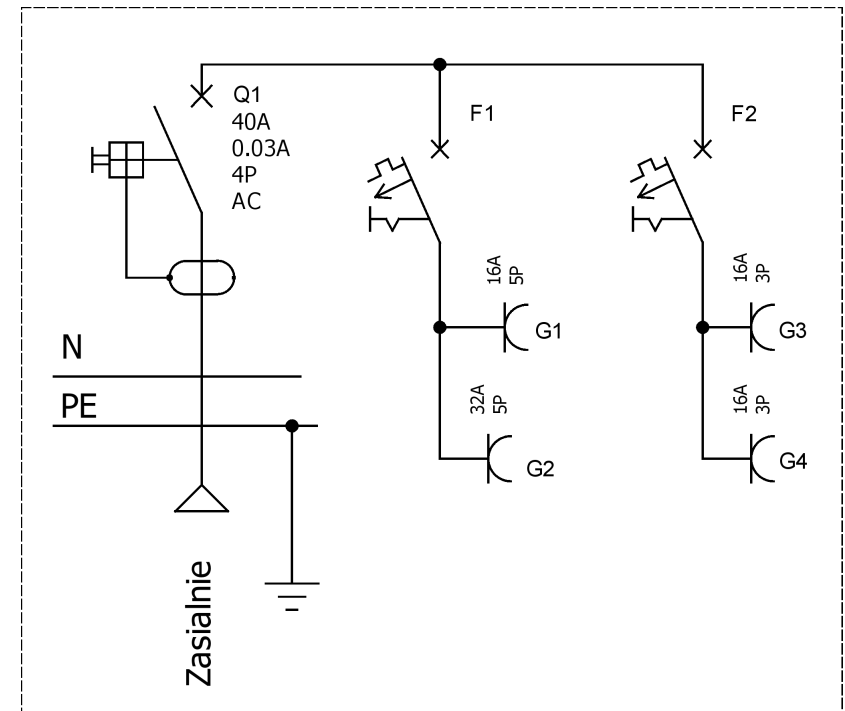 Q1
40A
0.03A
4P
AC
F1
F2
16A
5P
G1
16A
3P
G3
N
32A
5P
G2
16A
3P
G4
PE
Zasialnie